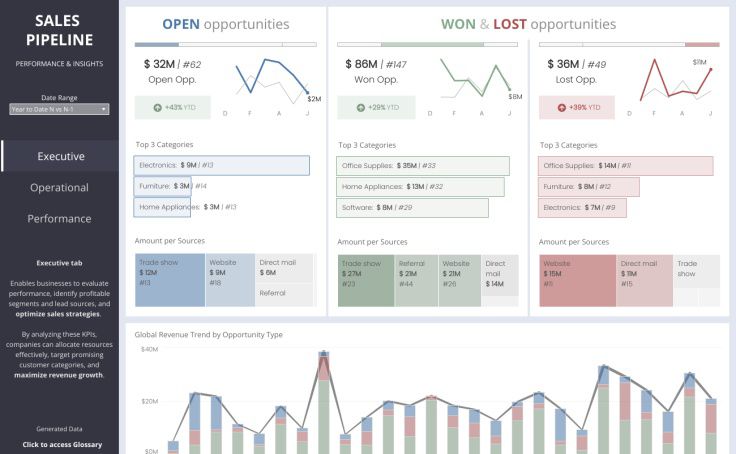 SALES
PIPELINE
PERFORMANCE & INSIGHTS
Date Range
Year to Date N vs N-1
Executive
Operational
Performance
Executive tab
Enables businesses to evaluate
performance, identify profitable
segments and lead sources, and
optimize sales strategies.
By analyzing these KPIs,
companies can allocate resources
effectively, target promising
customer categories, and
maximize revenue growth.
Generated Data
Click to access Glossary
OPEN opportunities
$ 32M / #62
Open Opp.
+43% YTD
$2M
D F A J
Top 3 Categories
Electronics: $ 9M / #13
Furniture: $ 3M / #14
Home Appliances: $ 3M / #13
Amount per Sources
Trade show
$ 12M
#13
Website
$ 9M
#18
Direct mail
$ 6M
Referral
WON & LOST opportunities
$ 86M / #147
Won Opp.
+29% YTD
$8M
D F A J
Top 3 Categories
Office Supplies: $ 35M / #33
Home Appliances: $ 13M / #32
Software: $ 8M / #29
Amount per Sources
Trade show
$ 27M
#23
Referral
$ 21M
#44
Website
$ 21M
#26
Direct
mail
$ 14M
$ 36M / #49
Lost Opp.
+39% YTD
$11M
D F A J
Top 3 Categories
Office Supplies: $ 14M / #11
Furniture: $ 8M / #12
Electronics: $ 7M / #9
Amount per Sources
Website
$ 15M
#11
Direct mail
$ 11M
#15
Trade
show
Global Revenue Trend by Opportunity Type
$40M
$20M
$0M